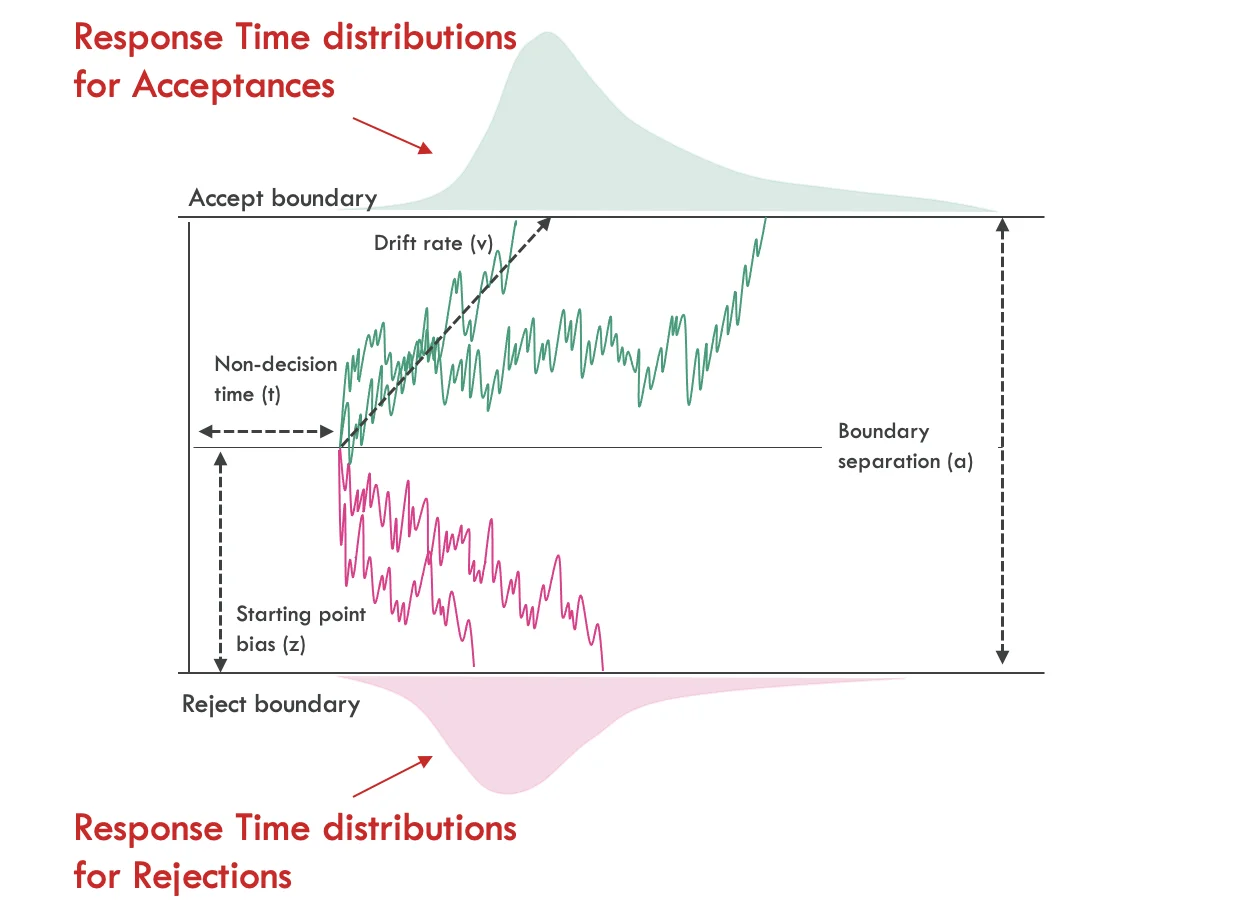 Response Time distributions
for Acceptances
Accept boundary
Drift rate (v)
Non-decision
time (t)
Boundary
separation (a)
Starting point
bias (z)
Reject boundary
Response Time distributions
for Rejections